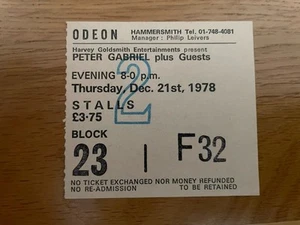 ODEON HAMMERSMITH Tel. 01-748-4081
Manager: Philip Leivers
Harvey Goldsmith Entertainments present
PETER GABRIEL plus Guests
EVENING 8-0 p.m.
Thursday, Dec. 21st, 1978
STALLS
£3·75
2
BLOCK
23 | F 32
NO TICKET EXCHANGED NOR MONEY REFUNDED
NO RE-ADMISSION TO BE RETAINED